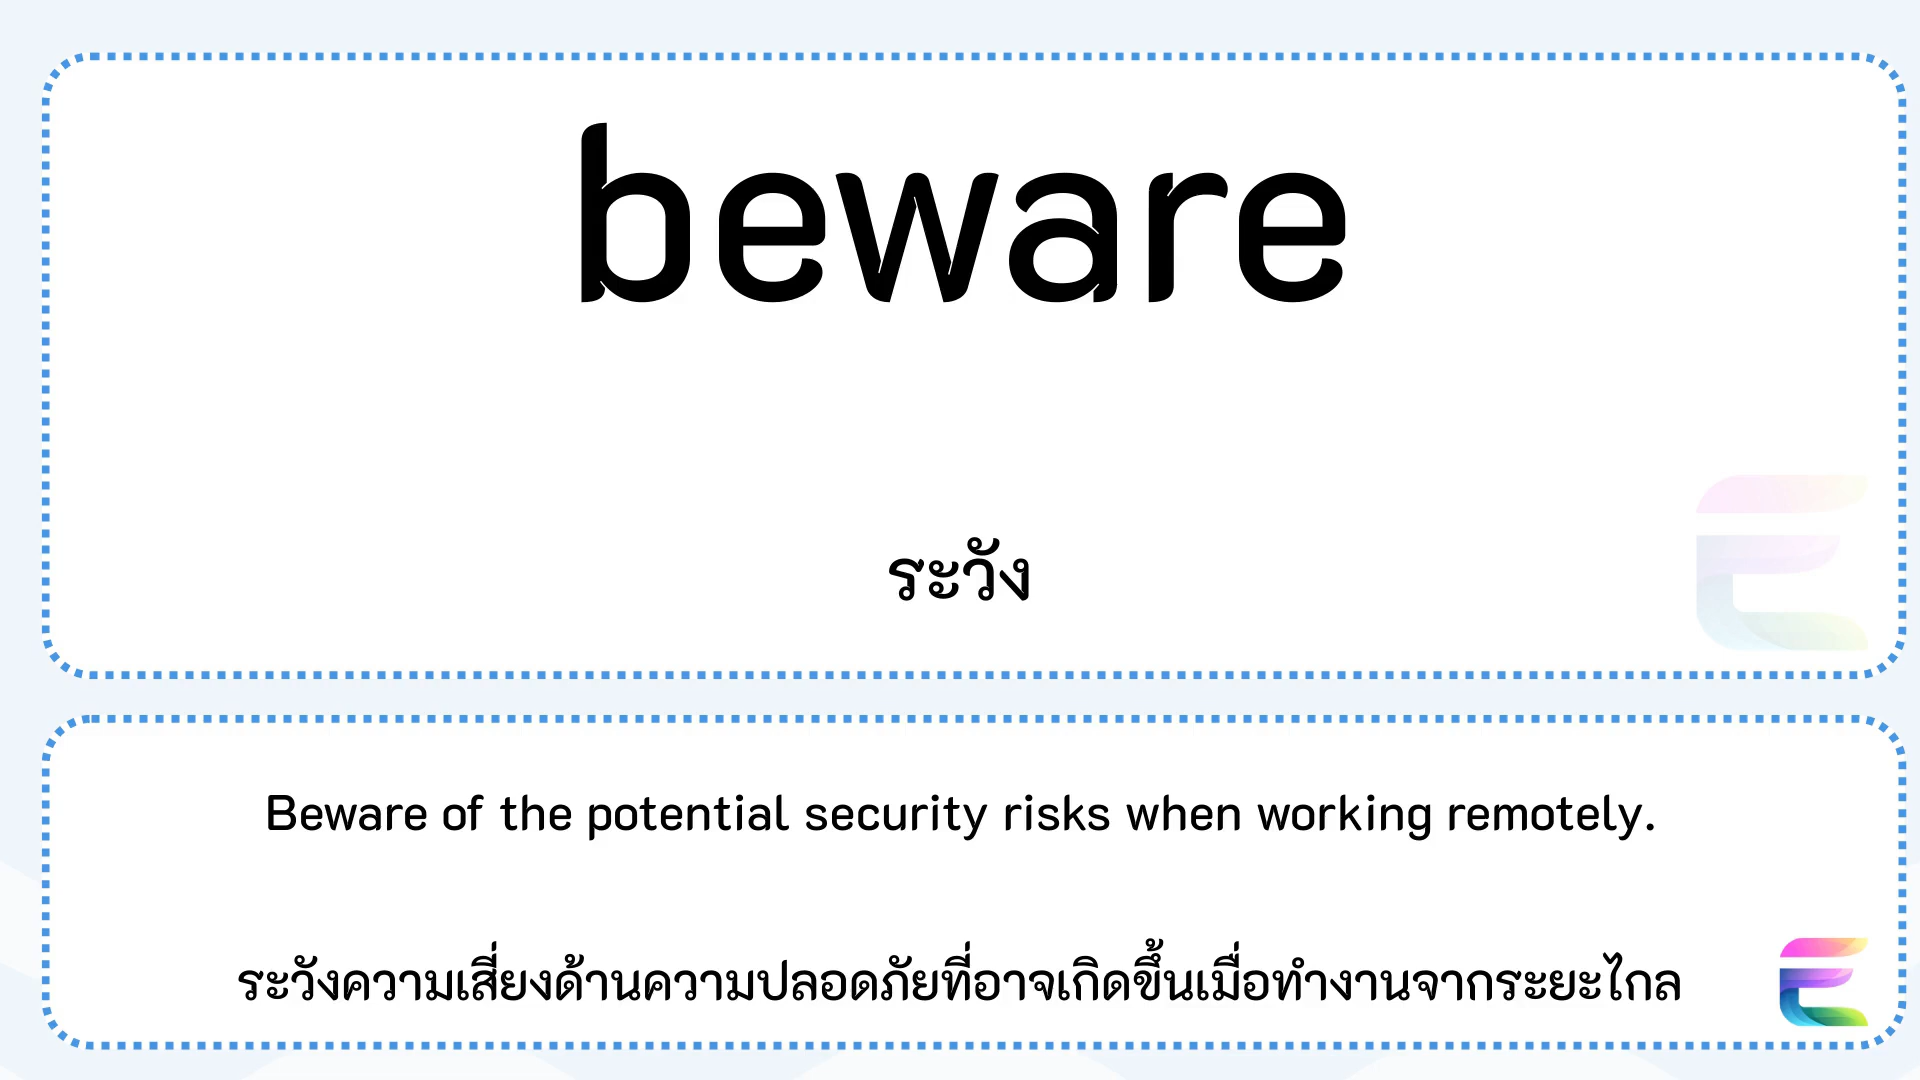 beware
ระวัง
Beware of the potential security risks when working remotely.
ระวังความเสี่ยงด้านความปลอดภัยที่อาจเกิดขึ้นเมื่อทำงานจากระยะไกล